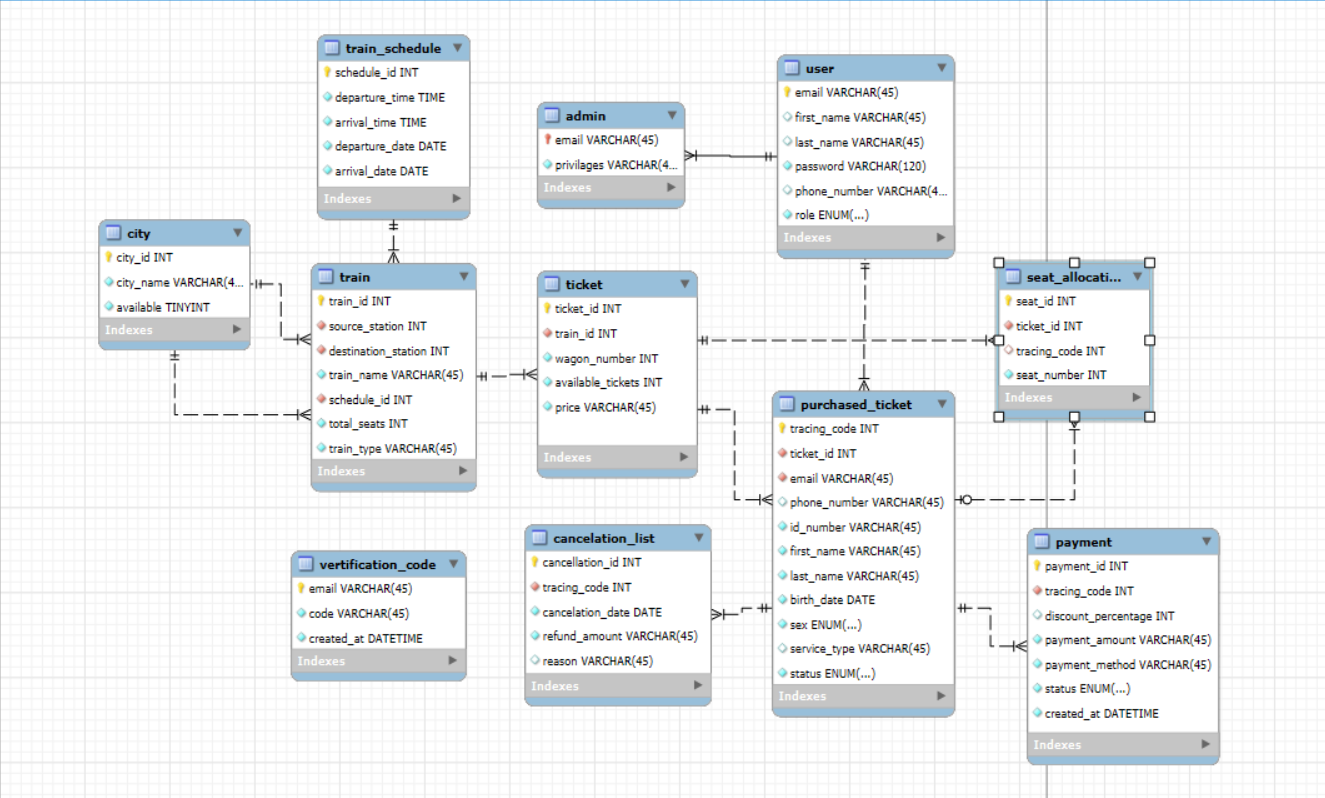 train_schedule
schedule_id INT
departure_time TIME
arrival_time TIME
departure_date DATE
arrival_date DATE
Indexes
admin
email VARCHAR(45)
privilages VARCHAR(4...
Indexes
user
email VARCHAR(45)
first_name VARCHAR(45)
last_name VARCHAR(45)
password VARCHAR(120)
phone_number VARCHAR(4...
role ENUM(...)
Indexes
city
city_id INT
city_name VARCHAR(4...
available TINYINT
Indexes
train
train_id INT
source_station INT
destination_station INT
train_name VARCHAR(45)
schedule_id INT
total_seats INT
train_type VARCHAR(45)
Indexes
ticket
ticket_id INT
train_id INT
wagon_number INT
available_tickets INT
price VARCHAR(45)
Indexes
seat_allocati...
seat_id INT
ticket_id INT
tracing_code INT
seat_number INT
Indexes
purchased_ticket
tracing_code INT
ticket_id INT
email VARCHAR(45)
phone_number VARCHAR(45)
id_number VARCHAR(45)
first_name VARCHAR(45)
last_name VARCHAR(45)
birth_date DATE
sex ENUM(...)
service_type VARCHAR(45)
status ENUM(...)
Indexes
vertification_code
email VARCHAR(45)
code VARCHAR(45)
created_at DATETIME
Indexes
cancelation_list
cancellation_id INT
tracing_code INT
cancelation_date DATE
refund_amount VARCHAR(45)
reason VARCHAR(45)
Indexes
payment
payment_id INT
tracing_code INT
discount_percentage INT
payment_amount VARCHAR(45)
payment_method VARCHAR(45)
status ENUM(...)
created_at DATETIME
Indexes